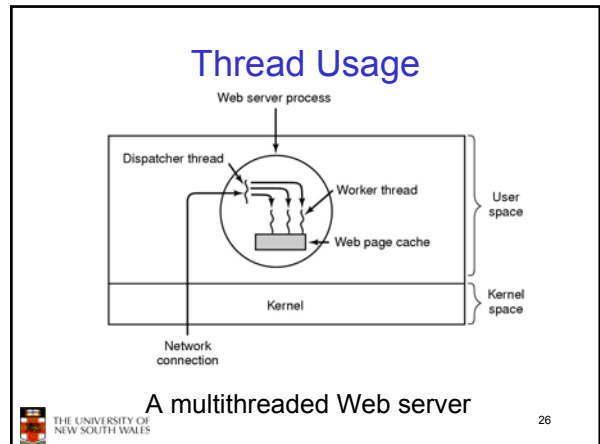 Thread Usage
Web server process
Dispatcher thread
Worker thread
Web page cache
User
space
Kernel
Kernel
space
Network
connection
A multithreaded Web server
THE UNIVERSITY OF
NEW SOUTH WALES
26